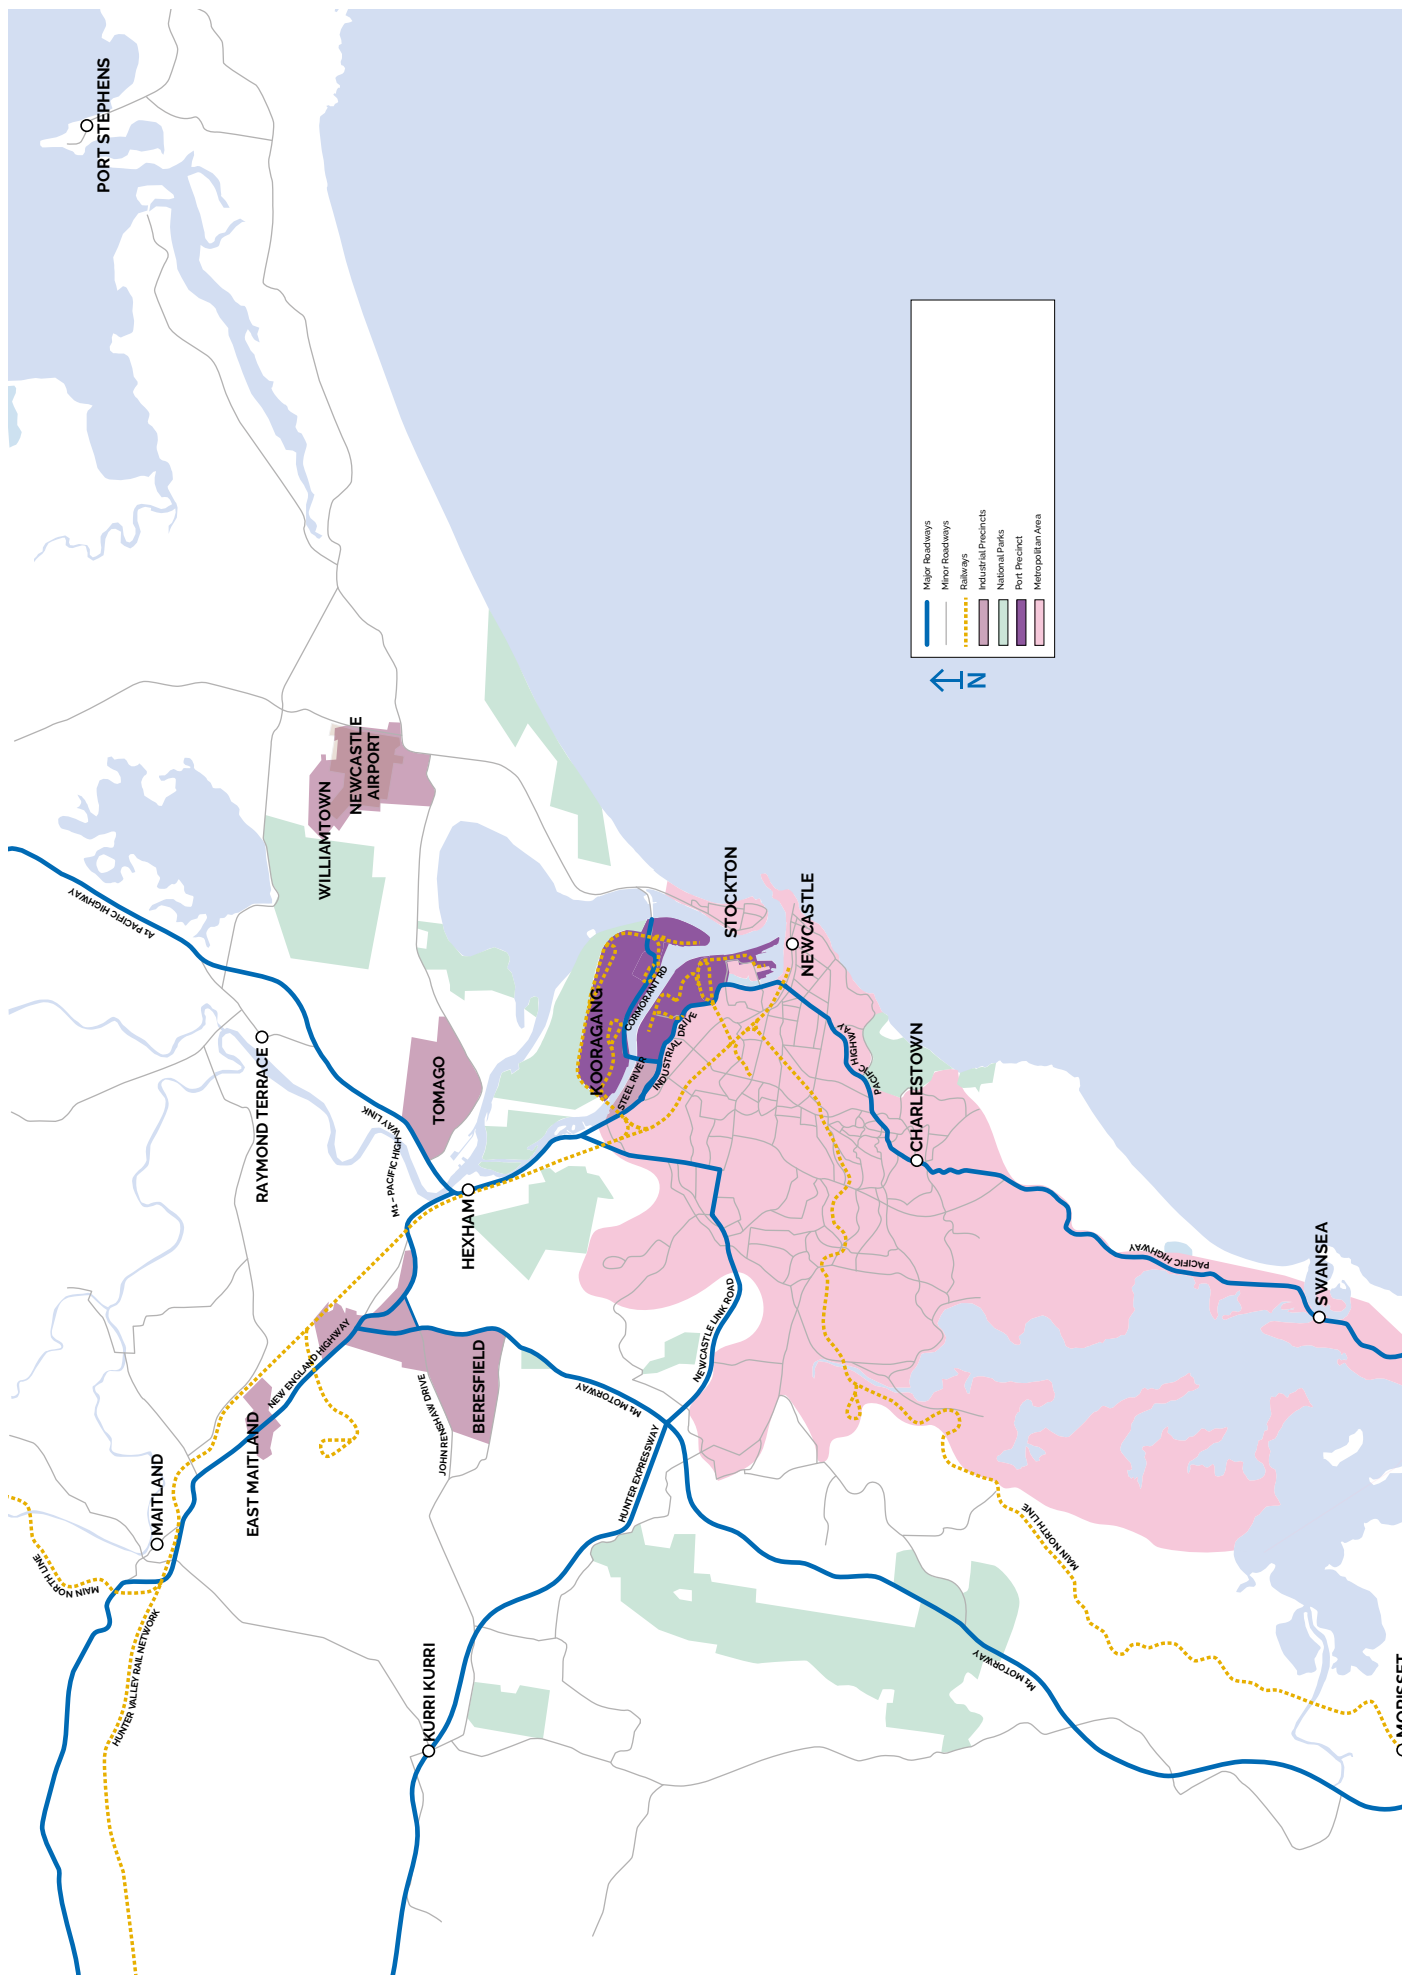 PORT STEPHENS
A1 PACIFIC HIGHWAY
WILLIAMTOWN
NEWCASTLE
AIRPORT
RAYMOND TERRACE
TOMAGO
M1 – PACIFIC HIGHWAY LINK
HEXHAM
KOORAGANG
CORMORANT RD
STEEL RIVER
INDUSTRIAL DRIVE
STOCKTON
NEWCASTLE
PACIFIC HIGHWAY
CHARLESTOWN
PACIFIC HIGHWAY
SWANSEA
NEWCASTLE LINK ROAD
NEW ENGLAND HIGHWAY
BERESFIELD
JOHN RENSHAW DRIVE
M1 MOTORWAY
EAST MAITLAND
MAITLAND
MAIN NORTH LINE
HUNTER VALLEY RAIL NETWORK
HUNTER EXPRESSWAY
KURRI KURRI
MAIN NORTH LINE
M1 MOTORWAY
MORISSET
Major Roadways
Minor Roadways
Railways
Industrial Precincts
National Parks
Port Precinct
Metropolitan Area
N